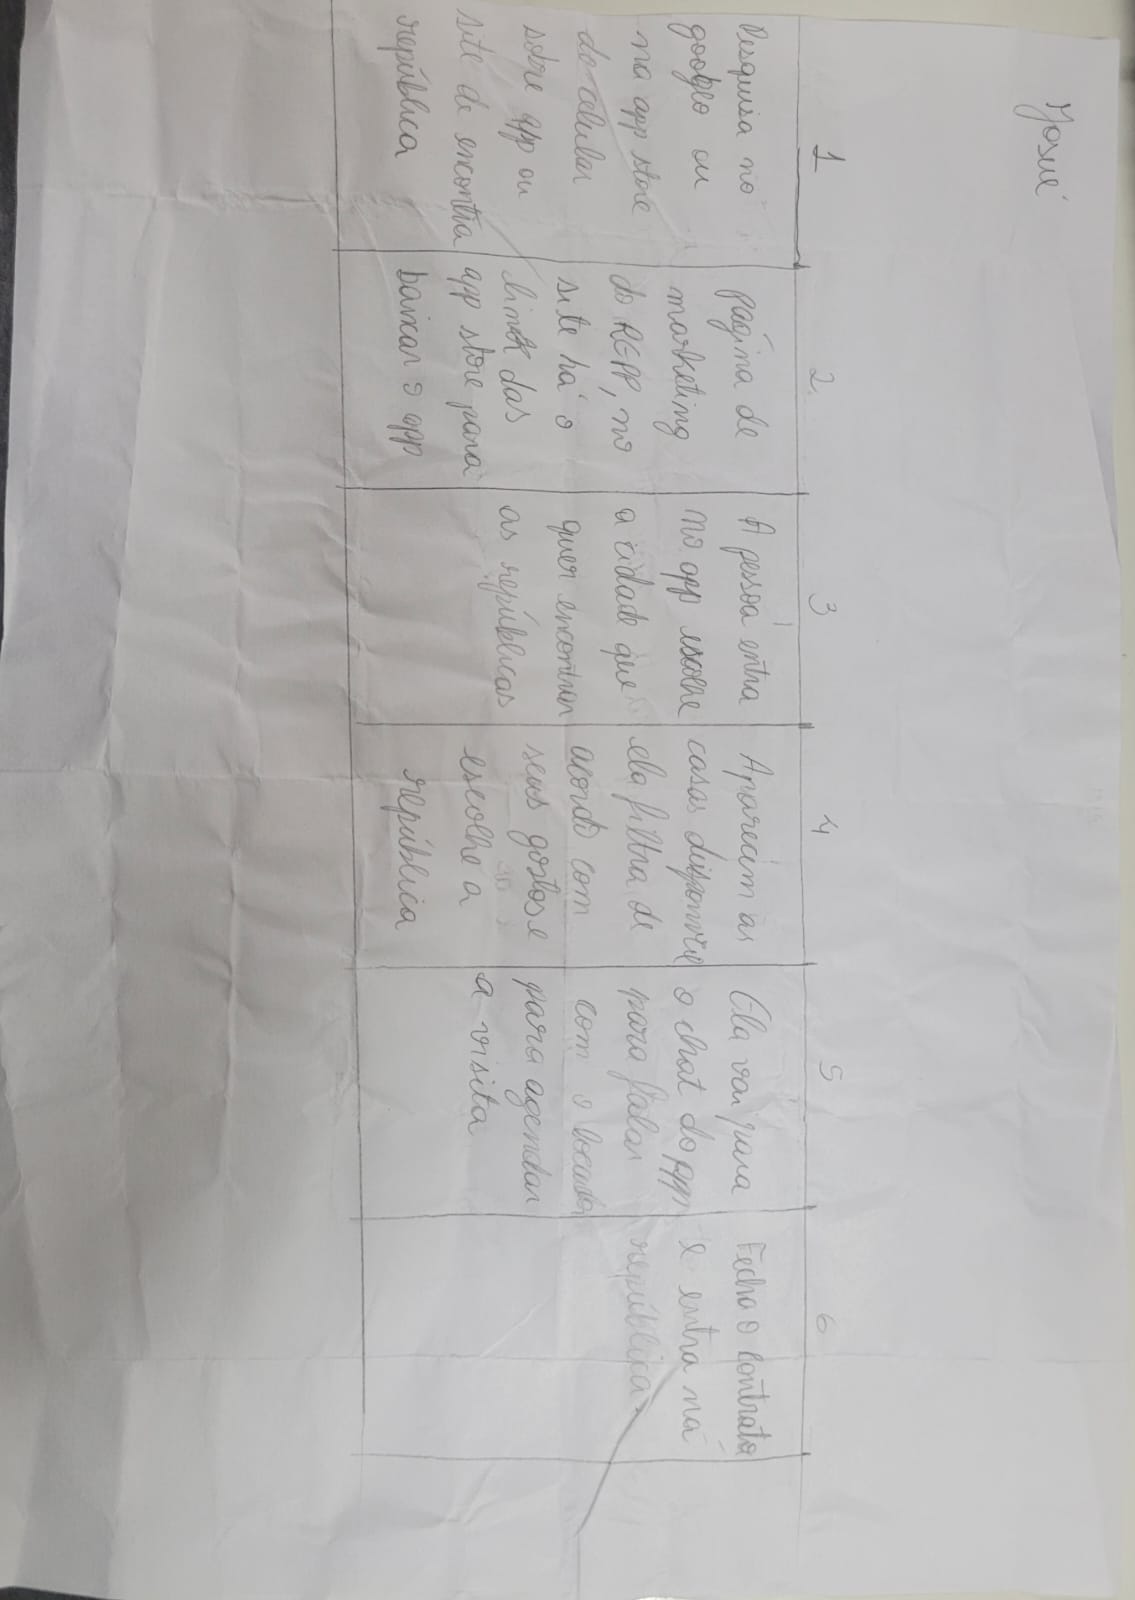 Josué
1
Pesquisa no
google ou
na app store
do celular
sobre app ou
site de encontra
república
2
página de
marketing
do REPP, no
site há o
link das
app store para
baixar o app
3
A pessoa entra
no app escolhe
a cidade que
quer encontrar
as repúblicas
4
Aparecem as
casas disponívei
ela filtra de
acordo com
seus gostos e
escolhe a
república
5
Ela vai para
o chat do app
para falar
com o locador
para agendar
a visita
6
Fecha o contrato
e entra na
república